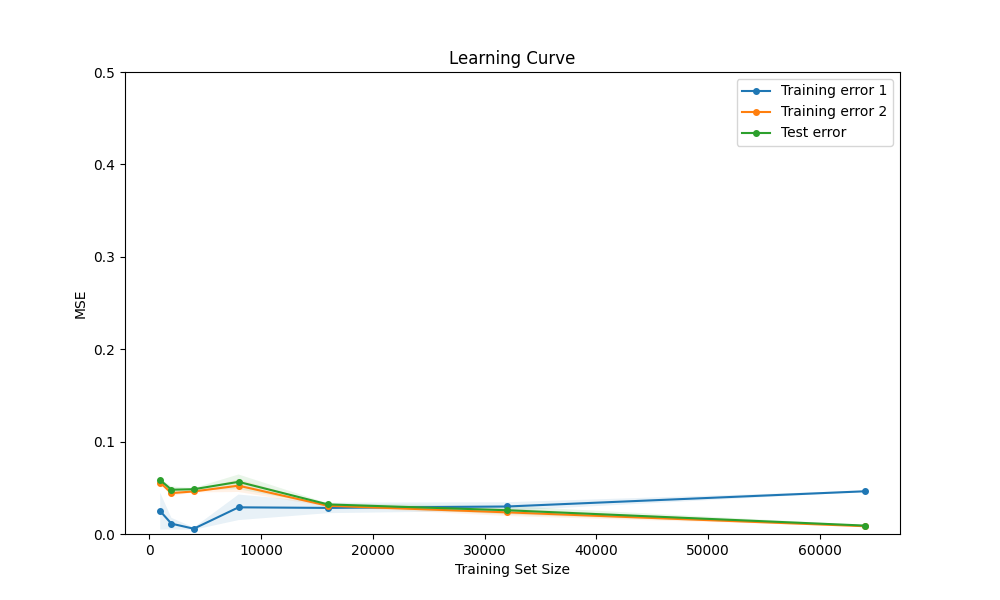 Learning Curve
Training error 1
Training error 2
Test error
MSE
0.5
0.4
0.3
0.2
0.1
0.0
0
10000
20000
30000
40000
50000
60000
Training Set Size